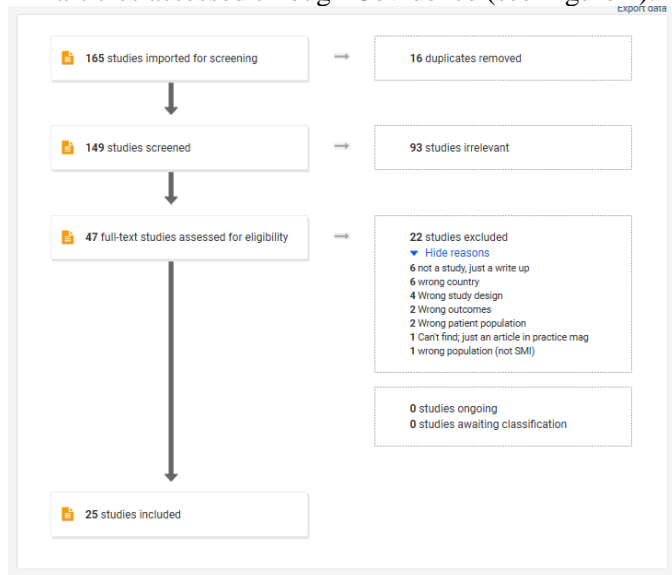 Export data
165 studies imported for screening
16 duplicates removed
149 studies screened
93 studies irrelevant
47 full-text studies assessed for eligibility
22 studies excluded
Hide reasons
6 not a study, just a write up
6 wrong country
4 Wrong study design
2 Wrong outcomes
2 Wrong patient population
1 Can't find; just an article in practice mag
1 wrong population (not SMI)
0 studies ongoing
0 studies awaiting classification
25 studies included